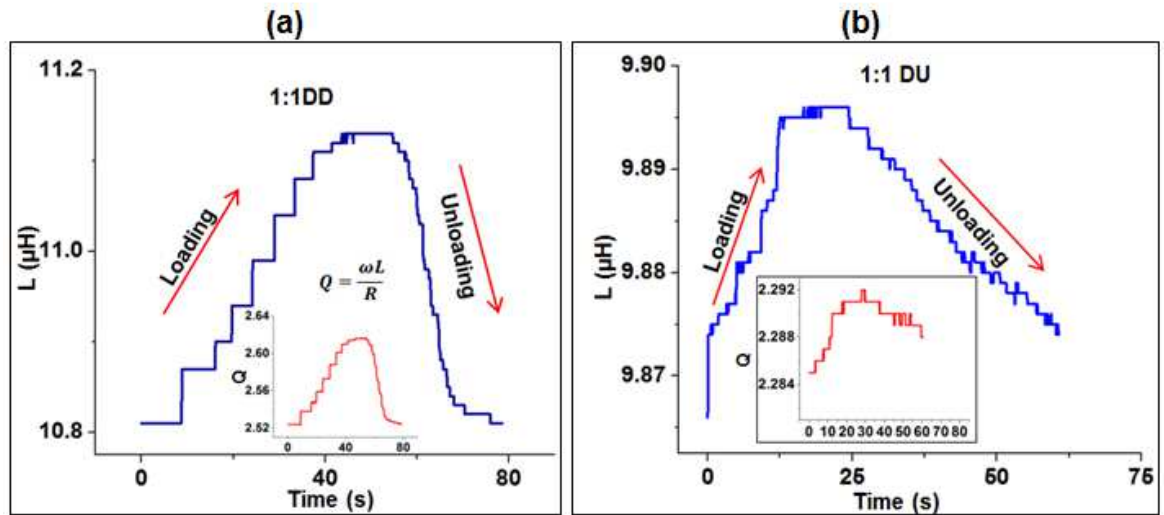 (a)
11.2
11.0
10.8
L (μH)
1:1DD
Loading
Unloading
Q = ωL / R
2.64
2.60
2.56
2.52
Q
0 40 80
0 40 80
Time (s)
(b)
9.90
9.89
9.88
9.87
L (μH)
1:1 DU
Loading
Unloading
2.292
2.288
2.284
Q
0 10 20 30 40 50 60 70 80
0 25 50 75
Time (s)